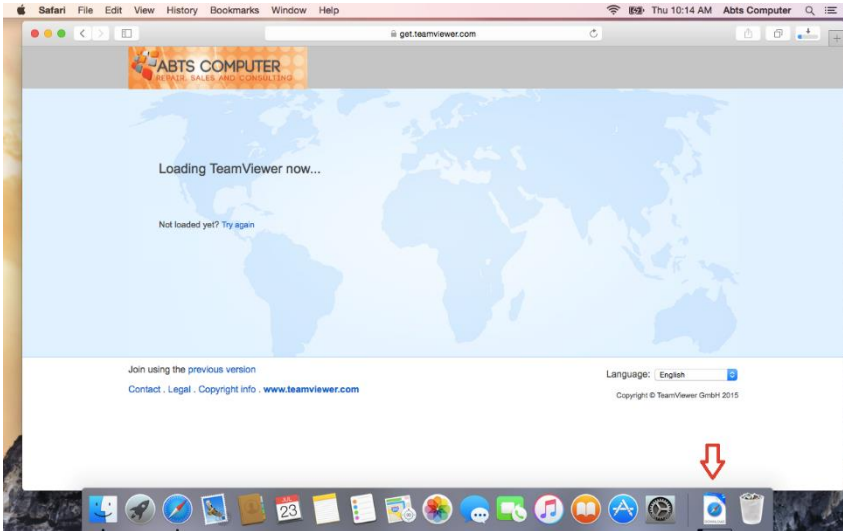 Safari File Edit View History Bookmarks Window Help Thu 10:14 AM Abts Computer
get.teamviewer.com
ABTS COMPUTER
REPAIR, SALES AND CONSULTING
Loading TeamViewer now...
Not loaded yet? Try again
Join using the previous version
Language: English
Contact . Legal . Copyright info . www.teamviewer.com
Copyright © TeamViewer GmbH 2015
JUL
23
DOWNLOAD